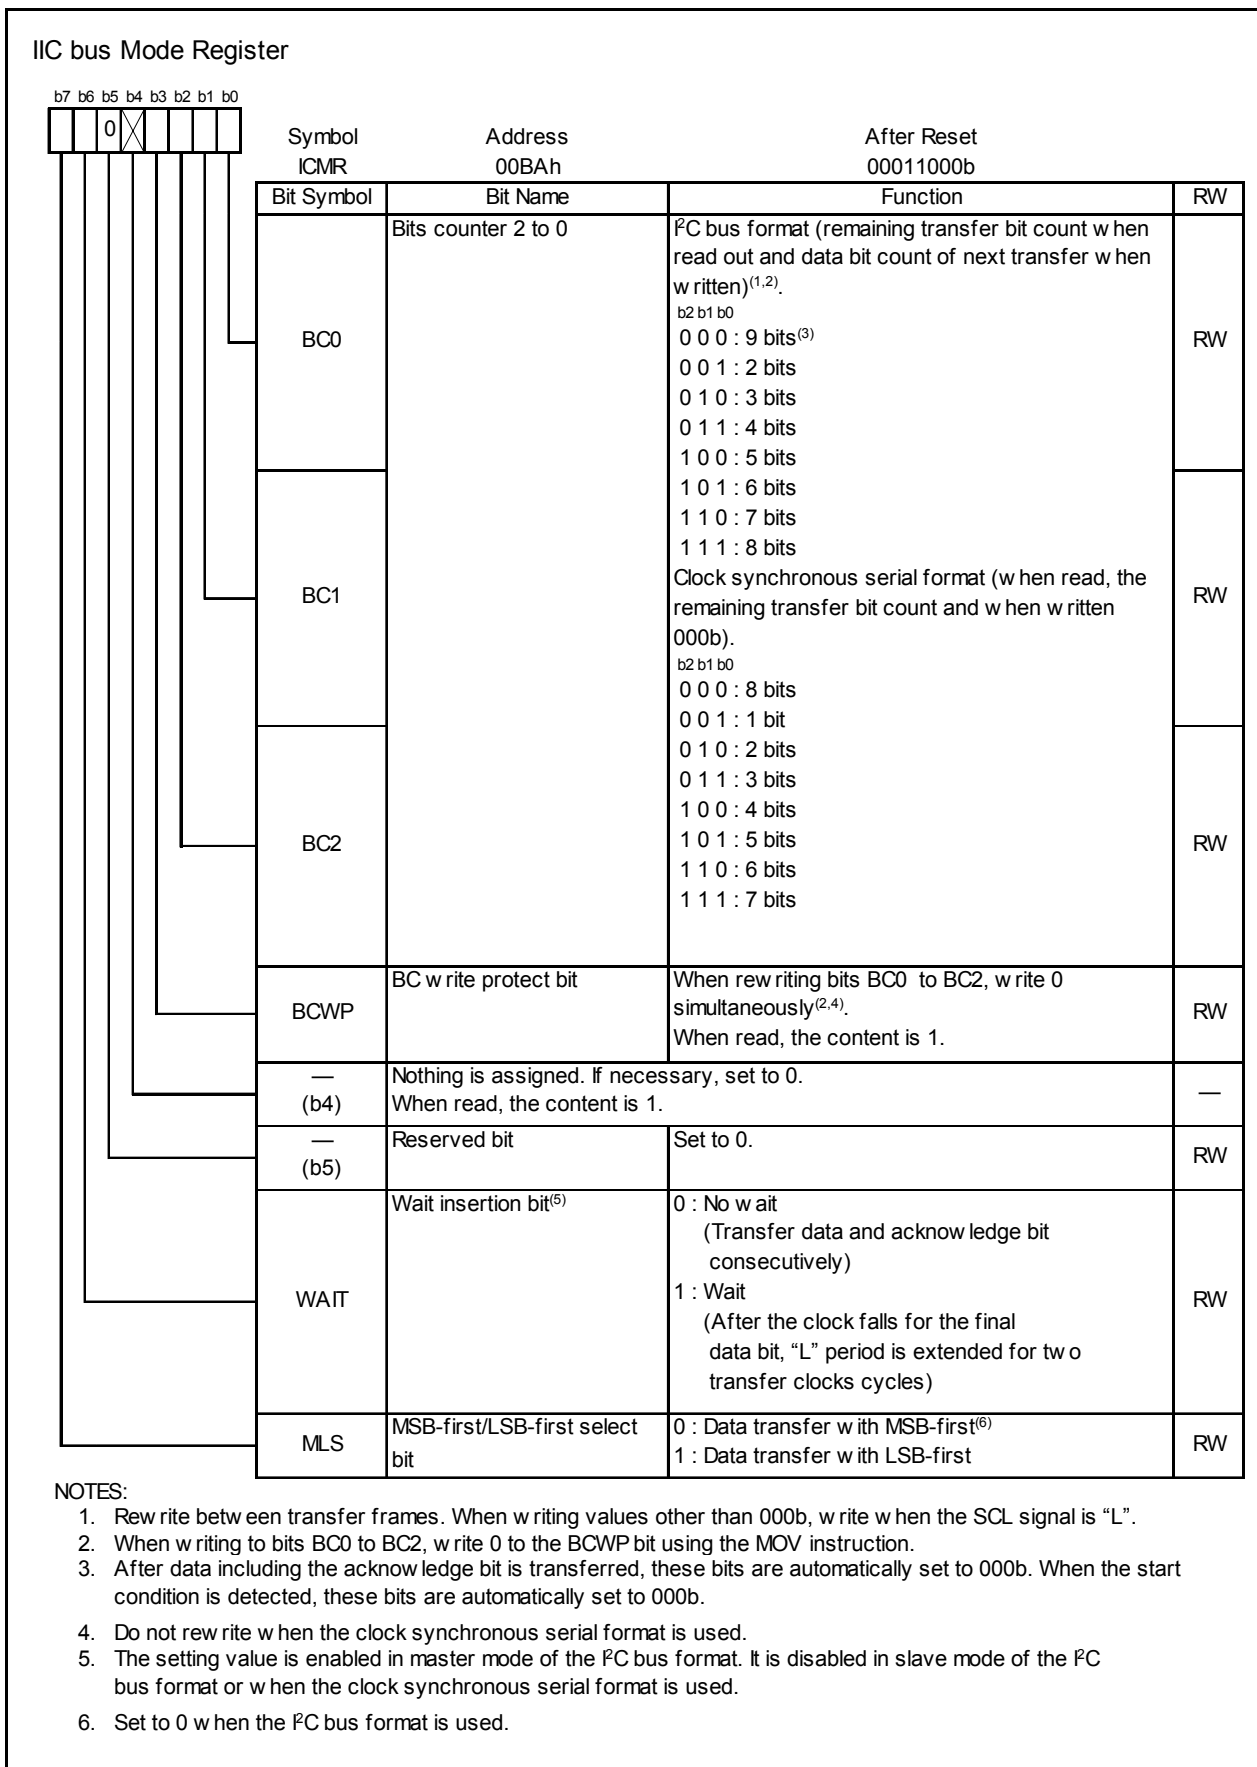 IIC bus Mode Register
b7 b6 b5 b4 b3 b2 b1 b0
0
Symbol Address After Reset
ICMR 00BAh 00011000b
Bit Symbol Bit Name Function RW
BC0 Bits counter 2 to 0 I²C bus format (remaining transfer bit count when
read out and data bit count of next transfer when
written)(1,2).
b2 b1 b0
0 0 0 : 9 bits(3)
RW
0 0 1 : 2 bits
0 1 0 : 3 bits
0 1 1 : 4 bits
1 0 0 : 5 bits
1 0 1 : 6 bits
1 1 0 : 7 bits
1 1 1 : 8 bits
BC1 Clock synchronous serial format (when read, the
remaining transfer bit count and when written
000b).
RW
b2 b1 b0
0 0 0 : 8 bits
0 0 1 : 1 bit
0 1 0 : 2 bits
0 1 1 : 3 bits
1 0 0 : 4 bits
1 0 1 : 5 bits
1 1 0 : 6 bits
1 1 1 : 7 bits
BC2 RW
BCWP BC write protect bit When rewriting bits BC0 to BC2, write 0
simultaneously(2,4).
When read, the content is 1.
RW
— Nothing is assigned. If necessary, set to 0.
(b4) When read, the content is 1. —
— Reserved bit Set to 0.
(b5) RW
WAIT Wait insertion bit(5) 0 : No wait
(Transfer data and acknowledge bit
consecutively)
1 : Wait
(After the clock falls for the final
data bit, “L” period is extended for two
transfer clocks cycles)
RW
MLS MSB-first/LSB-first select
bit
0 : Data transfer with MSB-first(6)
1 : Data transfer with LSB-first
RW
NOTES:
1. Rewrite between transfer frames. When writing values other than 000b, write when the SCL signal is “L”.
2. When writing to bits BC0 to BC2, write 0 to the BCWP bit using the MOV instruction.
3. After data including the acknowledge bit is transferred, these bits are automatically set to 000b. When the start
condition is detected, these bits are automatically set to 000b.
4. Do not rewrite when the clock synchronous serial format is used.
5. The setting value is enabled in master mode of the I²C bus format. It is disabled in slave mode of the I²C
bus format or when the clock synchronous serial format is used.
6. Set to 0 when the I²C bus format is used.